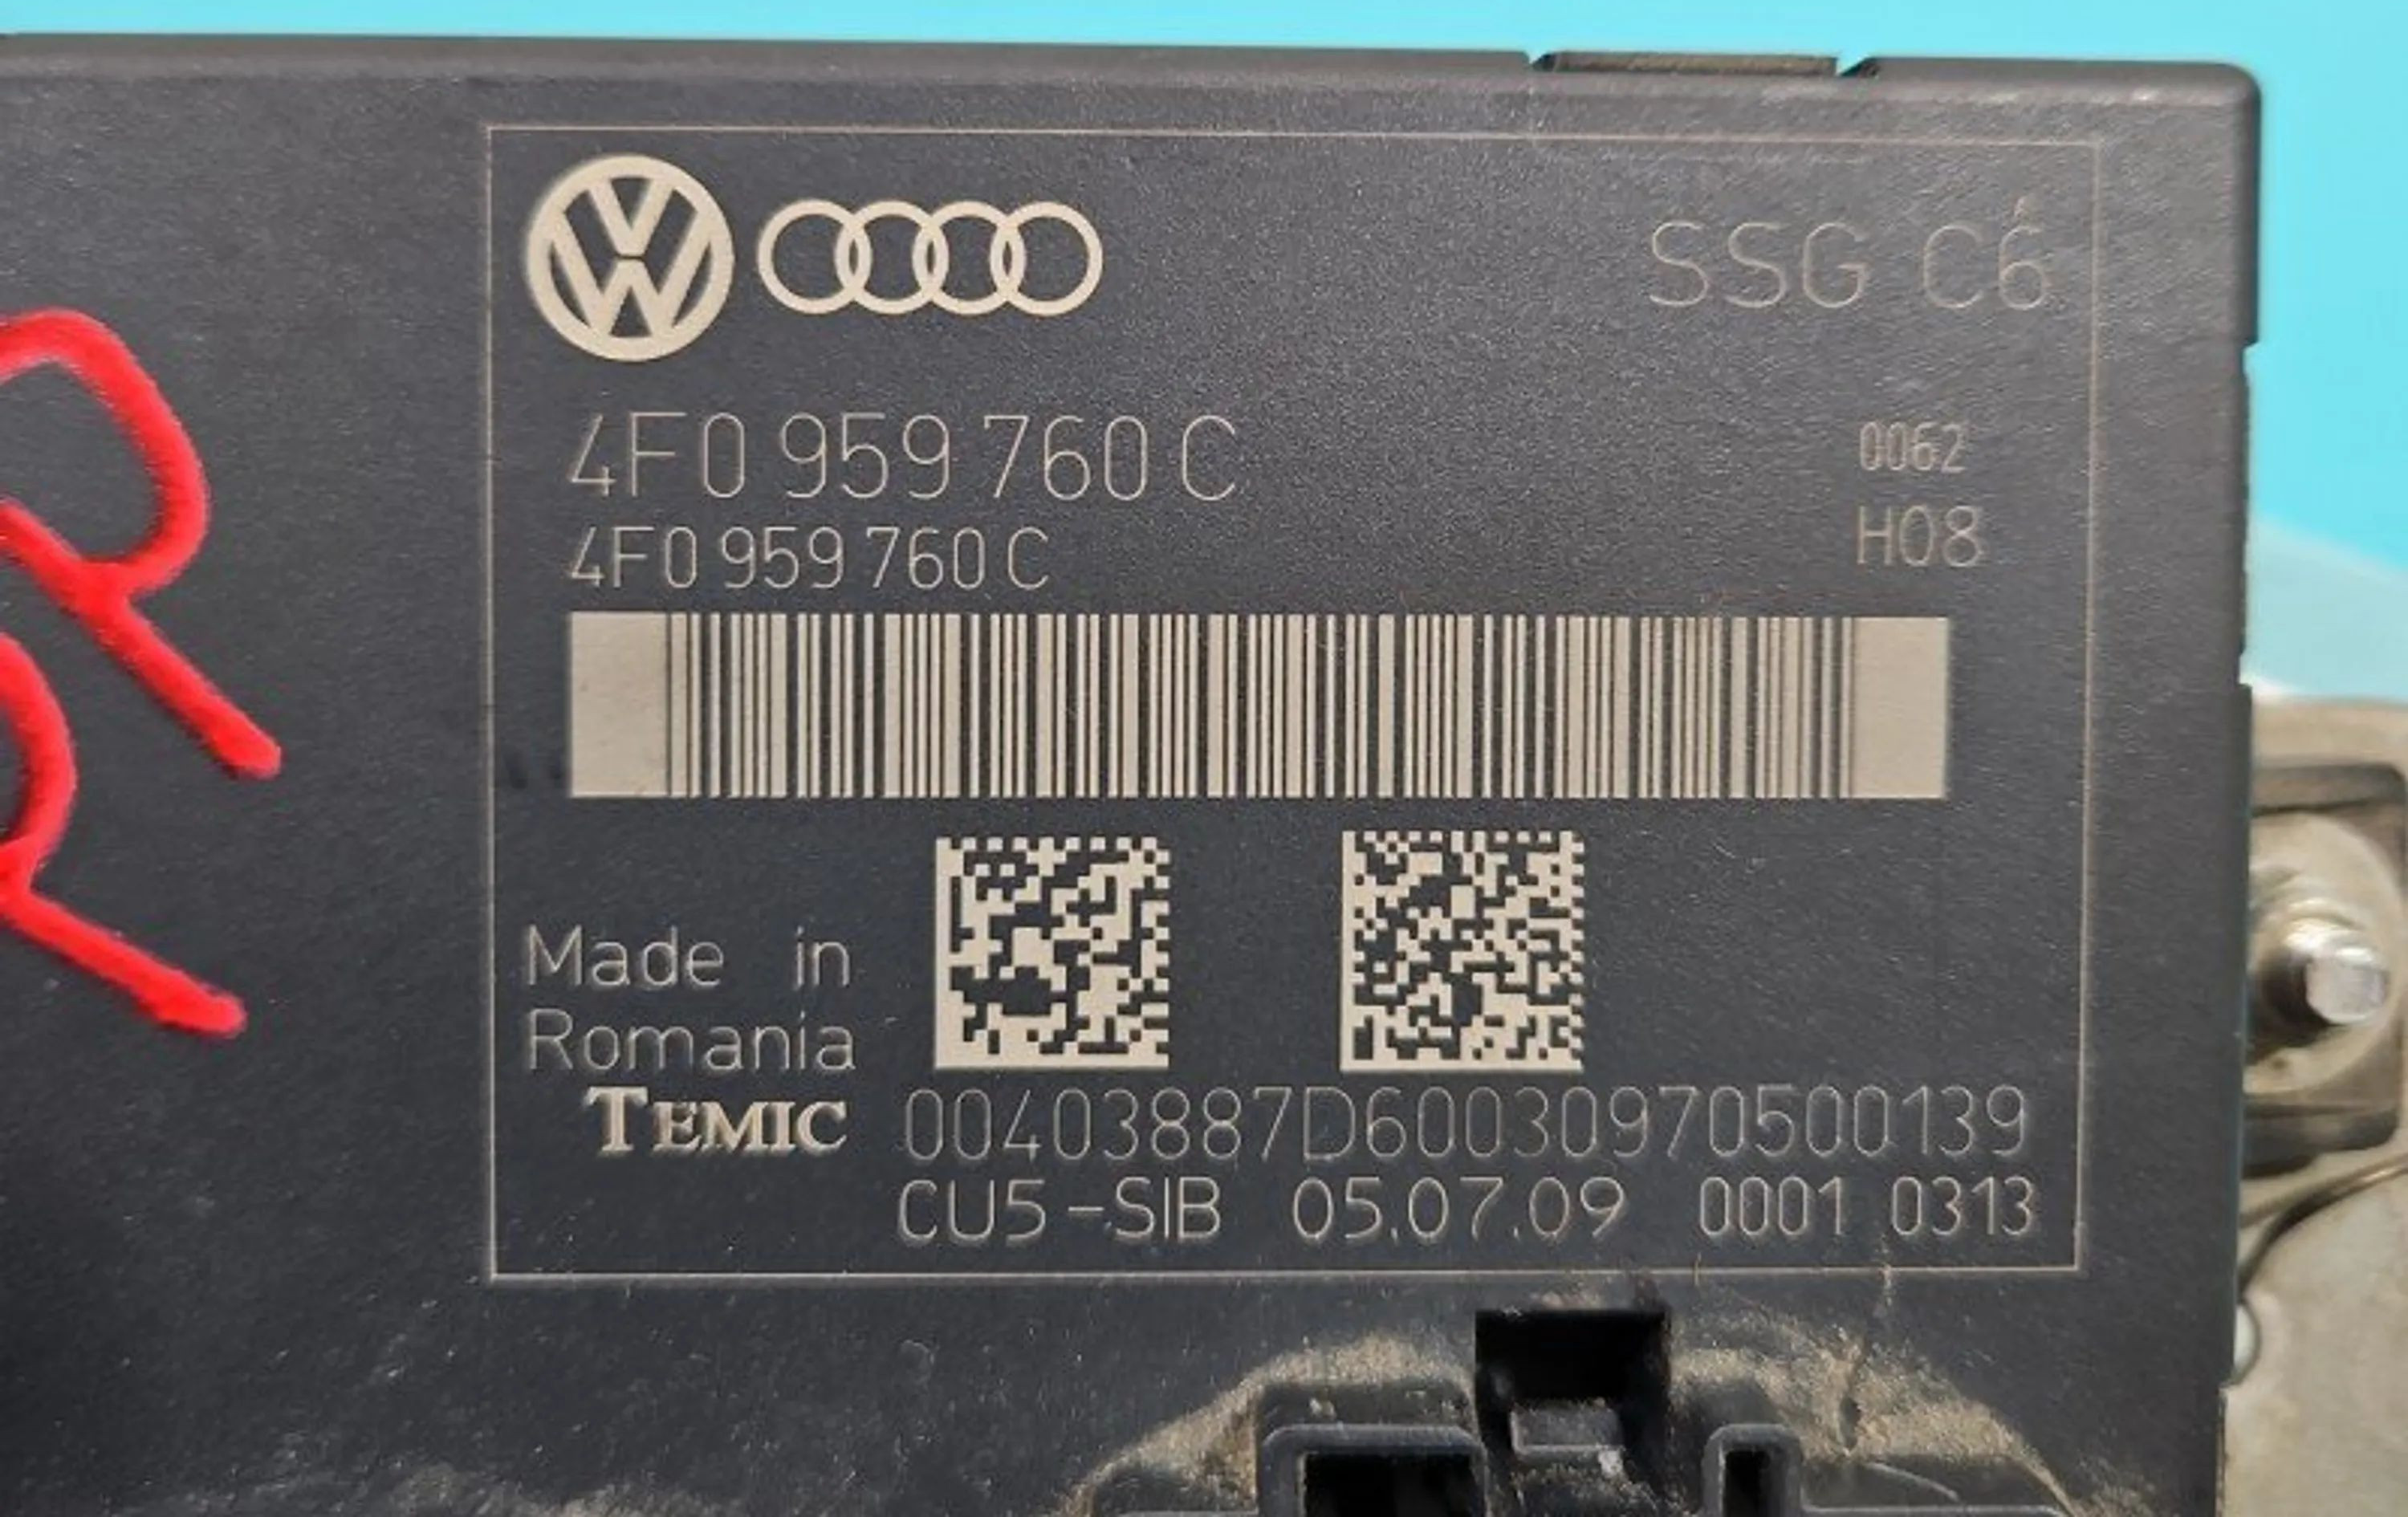 SSG C6
4F0 959 760 C
0062
4F0 959 760 C
H08
Made in
Romania
TEMIC 00403887D60030970500139
CU5-SIB 05.07.09 0001 0313